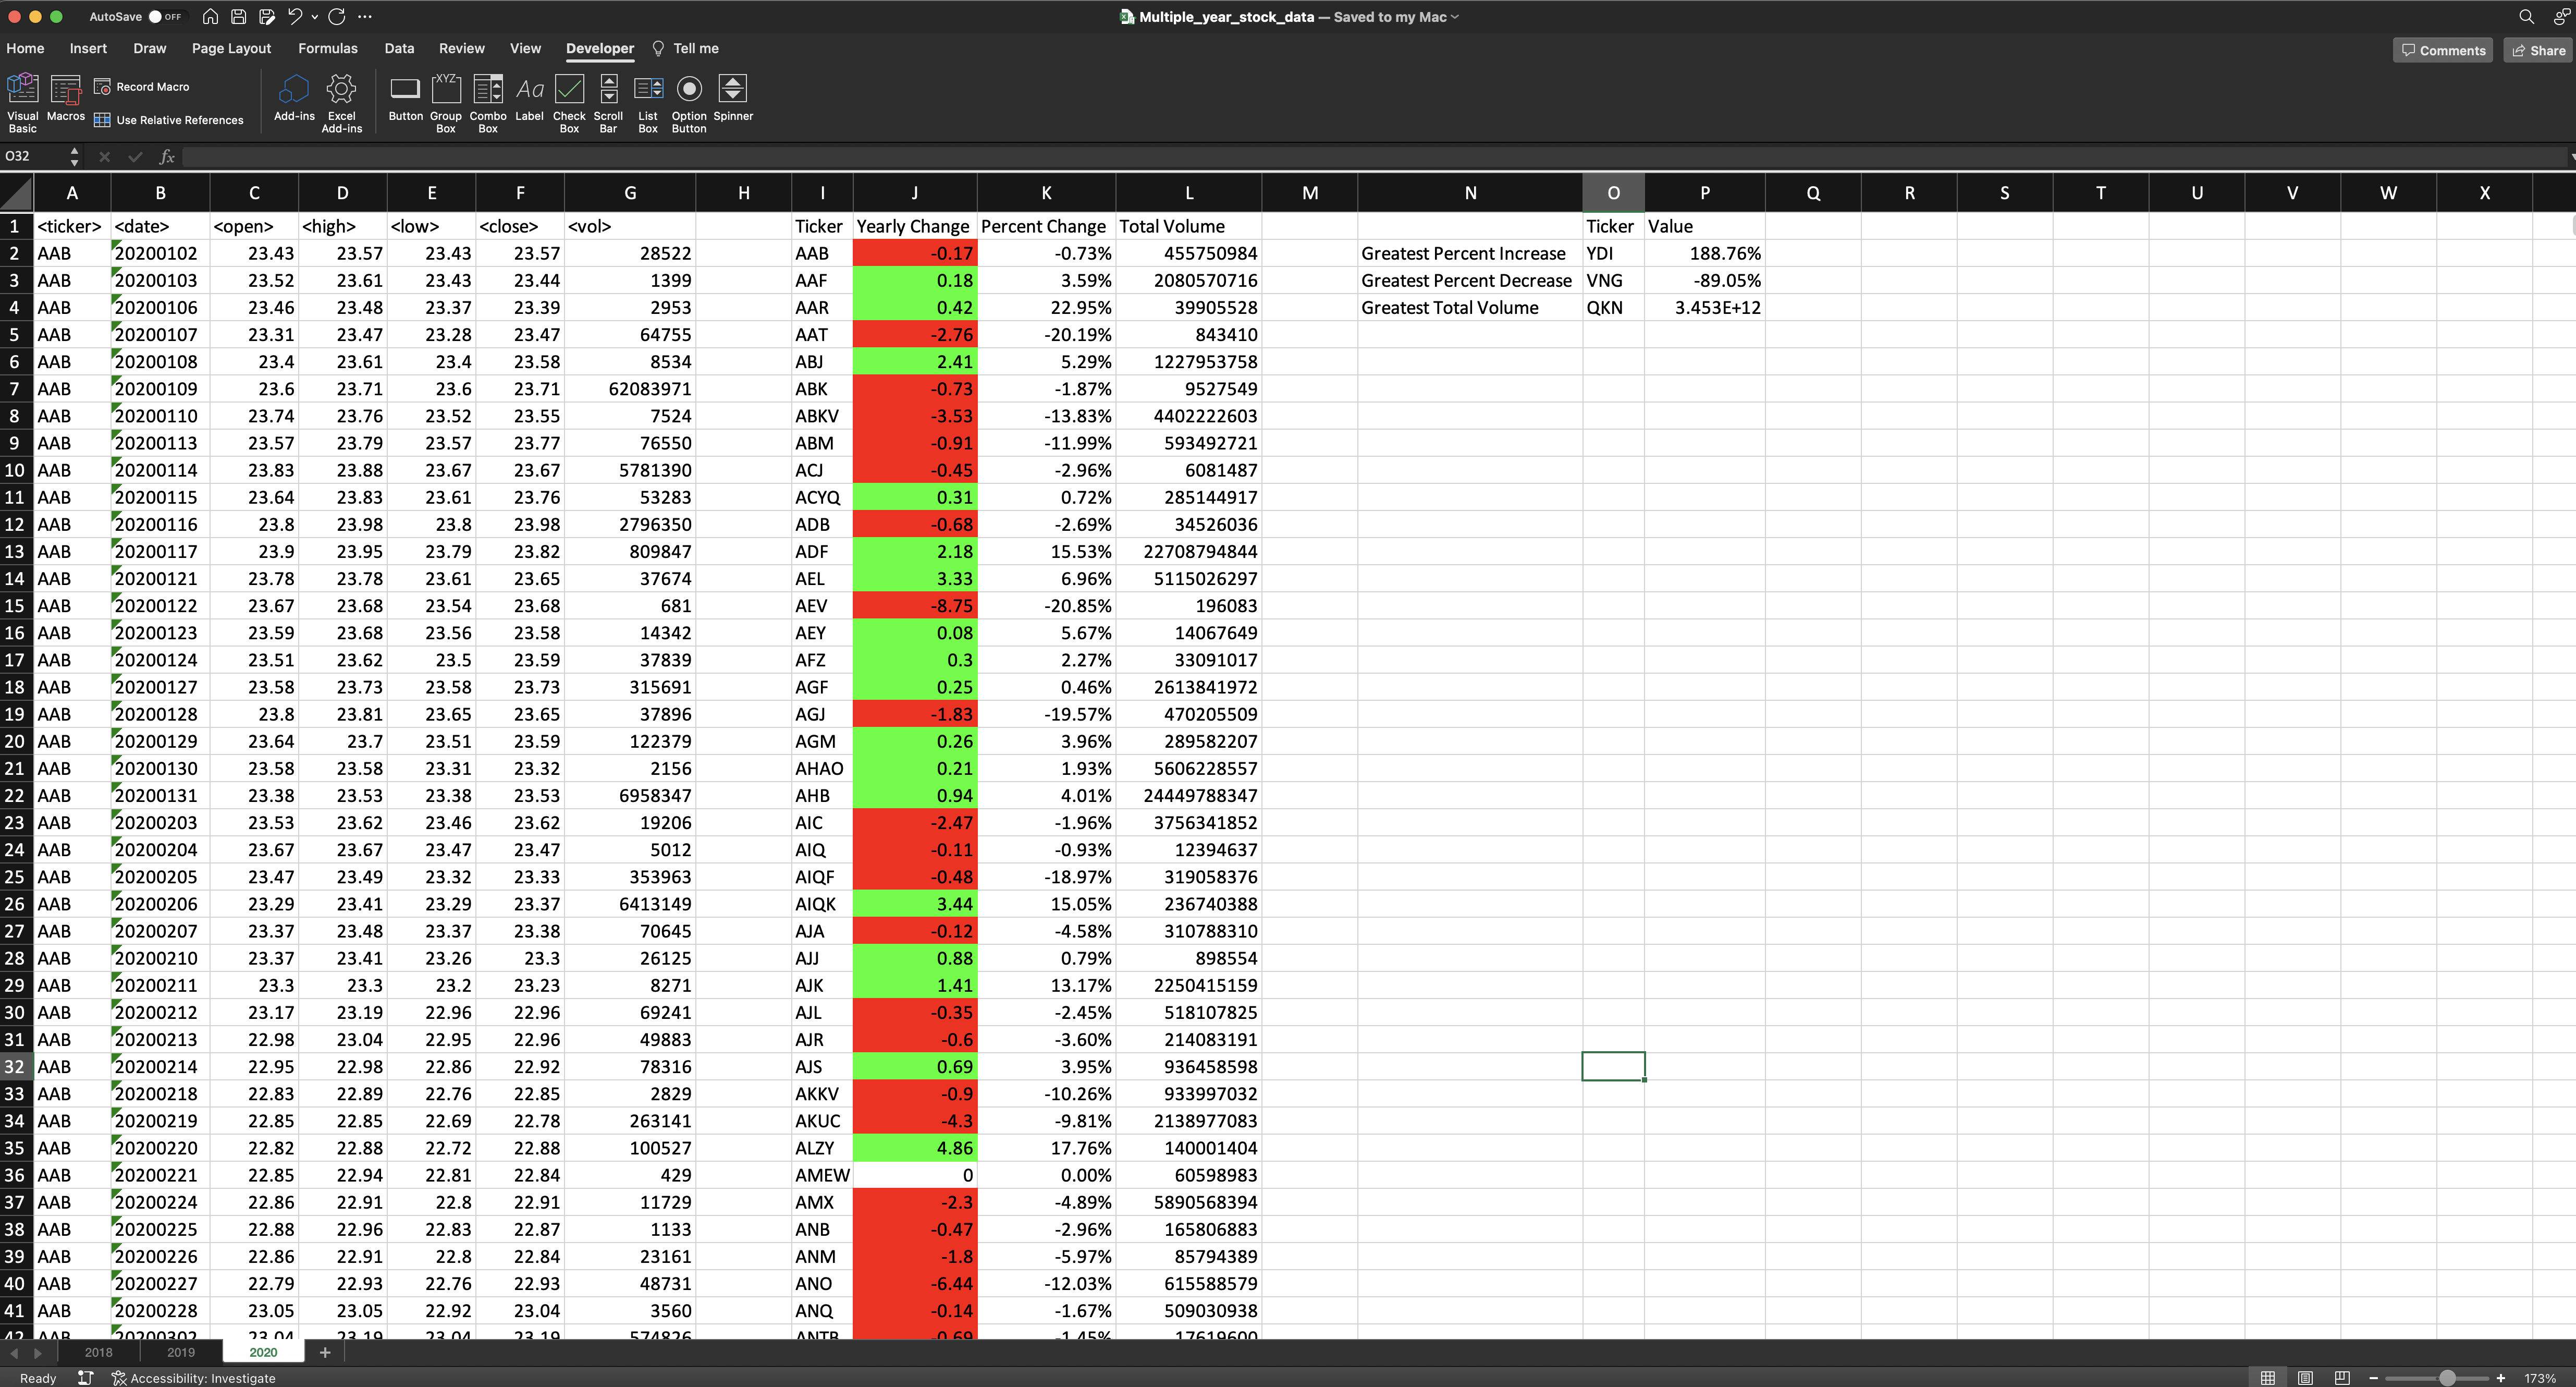 AutoSave OFF Multiple_year_stock_data — Saved to my Mac
Home Insert Draw Page Layout Formulas Data Review View Developer Tell me Comments Share
Visual Basic Macros Record Macro Use Relative References Add-ins Excel Add-ins Button Group Box Combo Box Label Check Box Scroll Bar List Box Option Button Spinner
O32 fx
A B C D E F G H I J K L M N O P Q R S T U V W X
1 <ticker> <date> <open> <high> <low> <close> <vol> Ticker Yearly Change Percent Change Total Volume Ticker Value
2 AAB 20200102 23.43 23.57 23.43 23.57 28522 AAB -0.17 -0.73% 455750984 Greatest Percent Increase YDI 188.76%
3 AAB 20200103 23.52 23.61 23.43 23.44 1399 AAF 0.18 3.59% 2080570716 Greatest Percent Decrease VNG -89.05%
4 AAB 20200106 23.46 23.48 23.37 23.39 2953 AAR 0.42 22.95% 39905528 Greatest Total Volume QKN 3.453E+12
5 AAB 20200107 23.31 23.47 23.28 23.47 64755 AAT -2.76 -20.19% 843410
6 AAB 20200108 23.4 23.61 23.4 23.58 8534 ABJ 2.41 5.29% 1227953758
7 AAB 20200109 23.6 23.71 23.6 23.71 62083971 ABK -0.73 -1.87% 9527549
8 AAB 20200110 23.74 23.76 23.52 23.55 7524 ABKV -3.53 -13.83% 4402222603
9 AAB 20200113 23.57 23.79 23.57 23.77 76550 ABM -0.91 -11.99% 593492721
10 AAB 20200114 23.83 23.88 23.67 23.67 5781390 ACJ -0.45 -2.96% 6081487
11 AAB 20200115 23.64 23.83 23.61 23.76 53283 ACYQ 0.31 0.72% 285144917
12 AAB 20200116 23.8 23.98 23.8 23.98 2796350 ADB -0.68 -2.69% 34526036
13 AAB 20200117 23.9 23.95 23.79 23.82 809847 ADF 2.18 15.53% 22708794844
14 AAB 20200121 23.78 23.78 23.61 23.65 37674 AEL 3.33 6.96% 5115026297
15 AAB 20200122 23.67 23.68 23.54 23.68 681 AEV -8.75 -20.85% 196083
16 AAB 20200123 23.59 23.68 23.56 23.58 14342 AEY 0.08 5.67% 14067649
17 AAB 20200124 23.51 23.62 23.5 23.59 37839 AFZ 0.3 2.27% 33091017
18 AAB 20200127 23.58 23.73 23.58 23.73 315691 AGF 0.25 0.46% 2613841972
19 AAB 20200128 23.8 23.81 23.65 23.65 37896 AGJ -1.83 -19.57% 470205509
20 AAB 20200129 23.64 23.7 23.51 23.59 122379 AGM 0.26 3.96% 289582207
21 AAB 20200130 23.58 23.58 23.31 23.32 2156 AHAO 0.21 1.93% 5606228557
22 AAB 20200131 23.38 23.53 23.38 23.53 6958347 AHB 0.94 4.01% 24449788347
23 AAB 20200203 23.53 23.62 23.46 23.62 19206 AIC -2.47 -1.96% 3756341852
24 AAB 20200204 23.67 23.67 23.47 23.47 5012 AIQ -0.11 -0.93% 12394637
25 AAB 20200205 23.47 23.49 23.32 23.33 353963 AIQF -0.48 -18.97% 319058376
26 AAB 20200206 23.29 23.41 23.29 23.37 6413149 AIQK 3.44 15.05% 236740388
27 AAB 20200207 23.37 23.48 23.37 23.38 70645 AJA -0.12 -4.58% 310788310
28 AAB 20200210 23.37 23.41 23.26 23.3 26125 AJJ 0.88 0.79% 898554
29 AAB 20200211 23.3 23.3 23.2 23.23 8271 AJK 1.41 13.17% 2250415159
30 AAB 20200212 23.17 23.19 22.96 22.96 69241 AJL -0.35 -2.45% 518107825
31 AAB 20200213 22.98 23.04 22.95 22.96 49883 AJR -0.6 -3.60% 214083191
32 AAB 20200214 22.95 22.98 22.86 22.92 78316 AJS 0.69 3.95% 936458598
33 AAB 20200218 22.83 22.89 22.76 22.85 2829 AKKV -0.9 -10.26% 933997032
34 AAB 20200219 22.85 22.85 22.69 22.78 263141 AKUC -4.3 -9.81% 2138977083
35 AAB 20200220 22.82 22.88 22.72 22.88 100527 ALZY 4.86 17.76% 140001404
36 AAB 20200221 22.85 22.94 22.81 22.84 429 AMEW 0 0.00% 60598983
37 AAB 20200224 22.86 22.91 22.8 22.91 11729 AMX -2.3 -4.89% 5890568394
38 AAB 20200225 22.88 22.96 22.83 22.87 1133 ANB -0.47 -2.96% 165806883
39 AAB 20200226 22.86 22.91 22.8 22.84 23161 ANM -1.8 -5.97% 85794389
40 AAB 20200227 22.79 22.93 22.76 22.93 48731 ANO -6.44 -12.03% 615588579
41 AAB 20200228 23.05 23.05 22.92 23.04 3560 ANQ -0.14 -1.67% 509030938
42 AAB 20200302 23.04 23.19 23.04 23.19 574826 ANTB -0.69 -1.45% 17619600
2018 2019 2020 +
Ready Accessibility: Investigate 173%